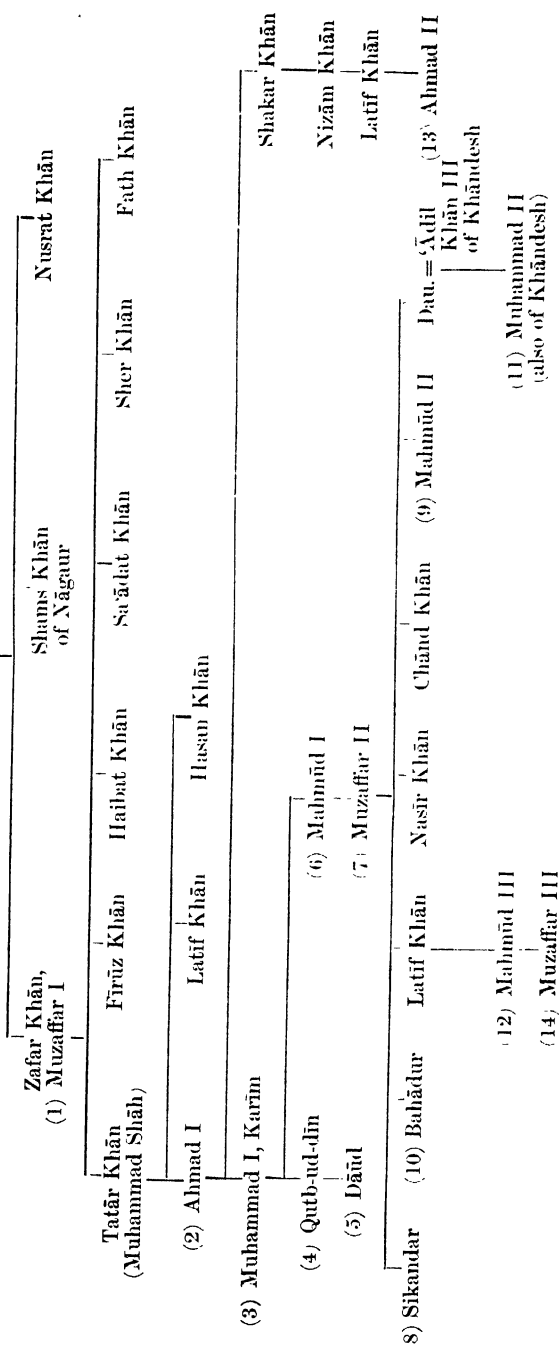 Zafar Khān,
(1) Muzaffar I
Shams Khān
of Nāgaur
Nusrat Khān
Tatār Khān
(Muhammad Shāh)
Fīrūz Khān
Haibat Khān
Sa'ādat Khān
Sher Khān
Fath Khān
(2) Ahmad I
Latīf Khān
Hasan Khān
(3) Muhammad I, Karīm
Shakar Khān
Nizām Khān
Latīf Khān
(13) Ahmad II
(4) Qutb-ud-dīn
(6) Mahmūd I
(5) Dāūd
(7) Muzaffar II
8) Sikandar
(10) Bahādur
Latīf Khān
Nasīr Khān
Chānd Khān
(9) Mahmūd II
Dau. = 'Ādil
Khān III
of Khāndesh
(12) Mahmūd III
(11) Muhammad II
(also of Khāndesh)
(14) Muzaffar III